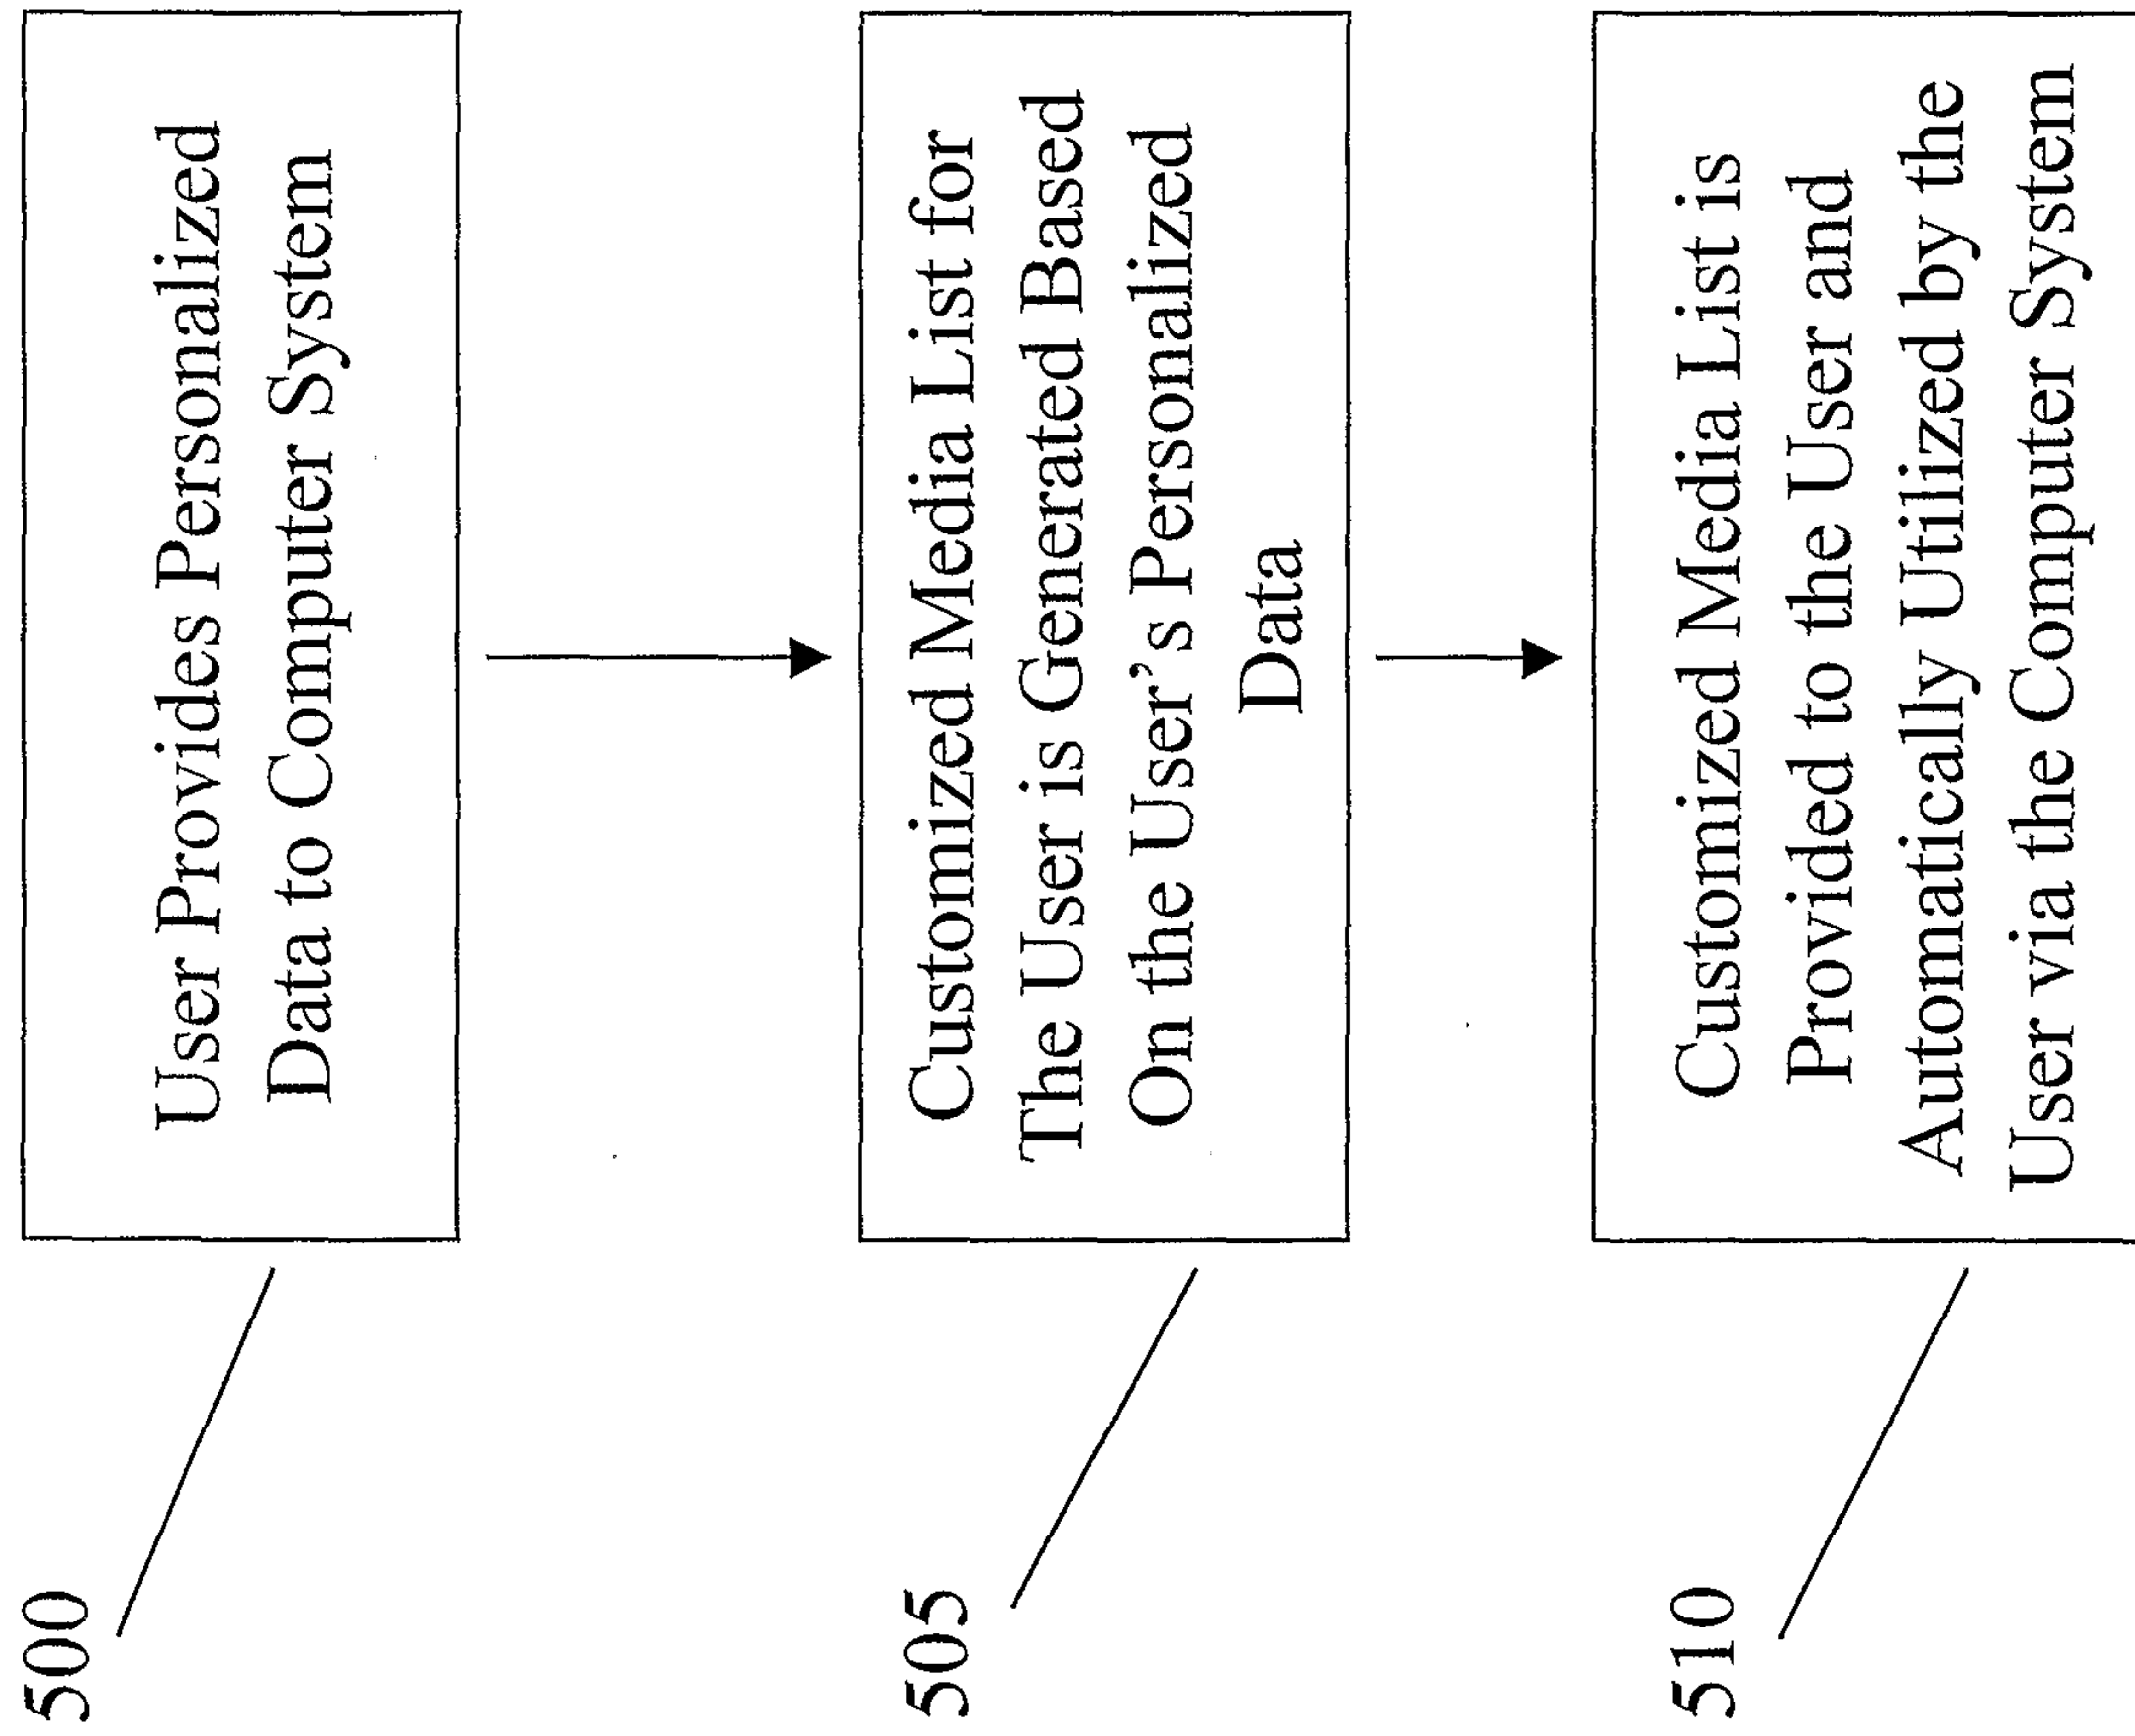 500
User Provides Personalized
Data to Computer System
505
Customized Media List for
The User is Generated Based
On the User's Personalized
Data
510
Customized Media List is
Provided to the User and
Automatically Utilized by the
User via the Computer System